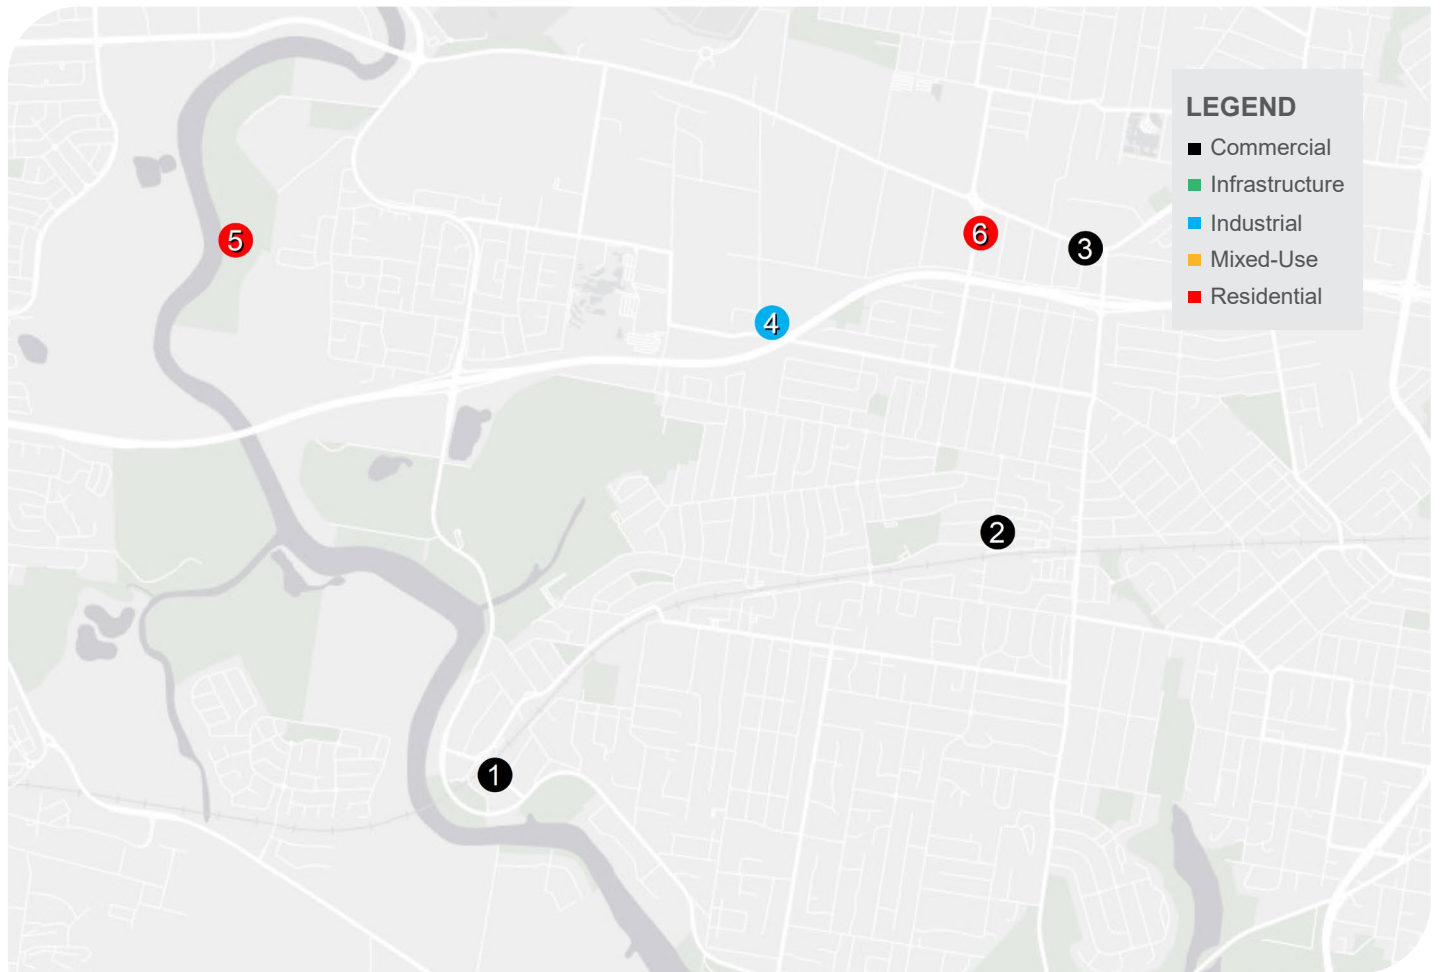 LEGEND
Commercial
Infrastructure
Industrial
Mixed-Use
Residential
5
6
3
4
2
1